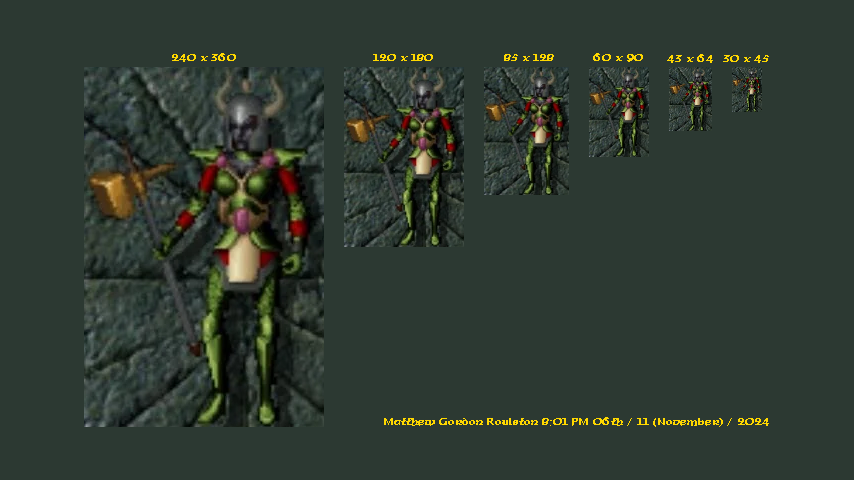 240 x 360 120 x 180 85 x 128 60 x 90 43 x 64 30 x 45
Matthew Gordon Roulston 8:01 PM 06th / 11 (November) / 2024